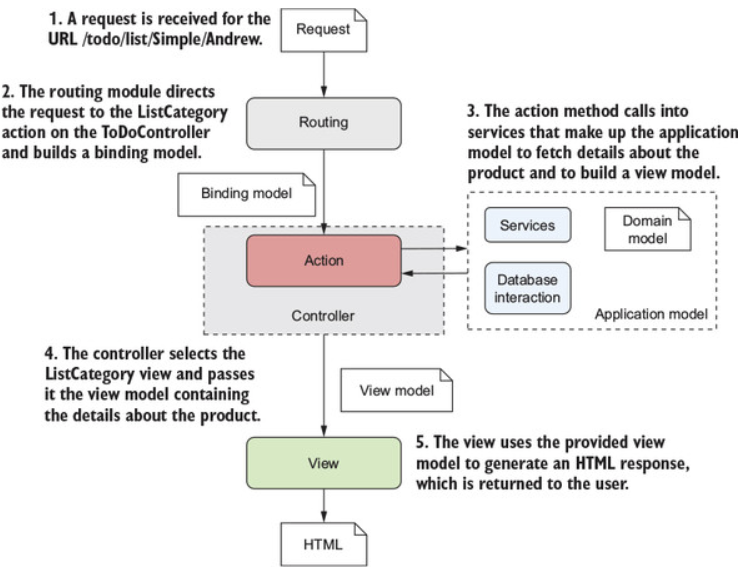 1. A request is received for the
URL /todo/list/Simple/Andrew.
Request
2. The routing module directs
the request to the ListCategory
action on the ToDoController
and builds a binding model.
Routing
3. The action method calls into
services that make up the application
model to fetch details about the
product and to build a view model.
Binding model
Services
Domain
model
Action
Database
interaction
Controller
Application model
4. The controller selects the
ListCategory view and passes
it the view model containing
the details about the product.
View model
View
5. The view uses the provided view
model to generate an HTML response,
which is returned to the user.
HTML